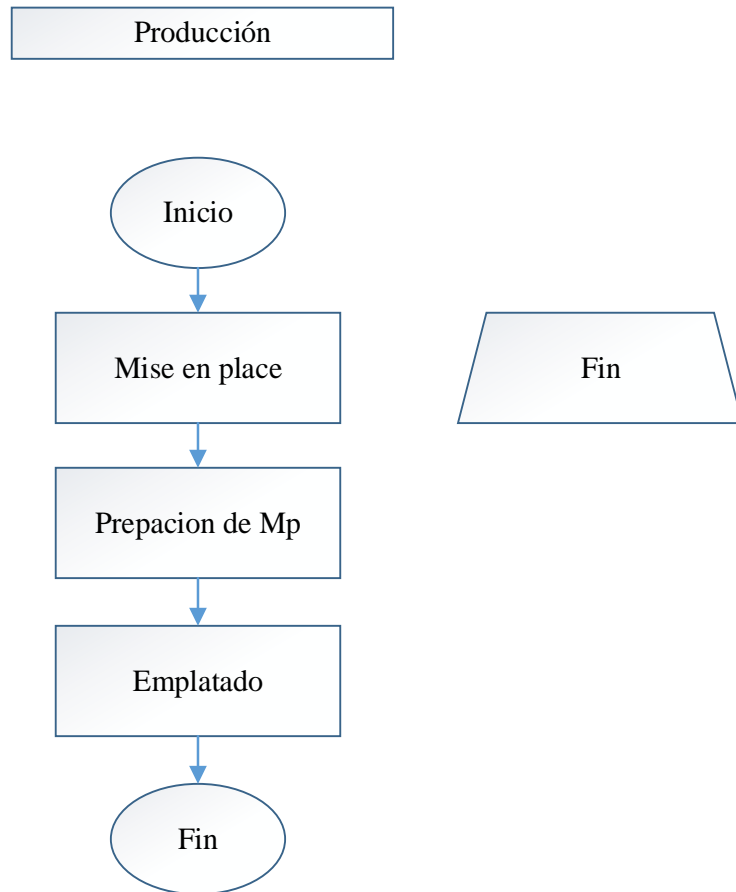 Producción
Inicio
Mise en place
Fin
Prepacion de Mp
Emplatado
Fin